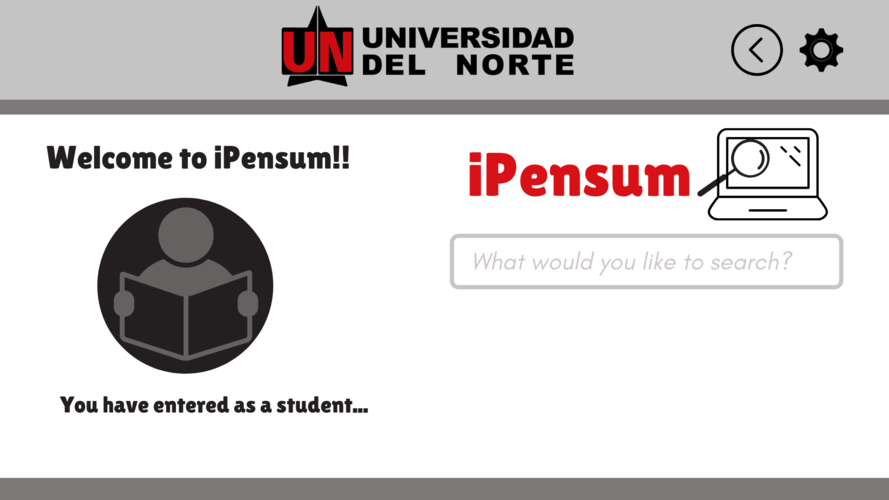 UN UNIVERSIDAD
DEL NORTE
Welcome to iPensum!!
iPensum
What would you like to search?
You have entered as a student...